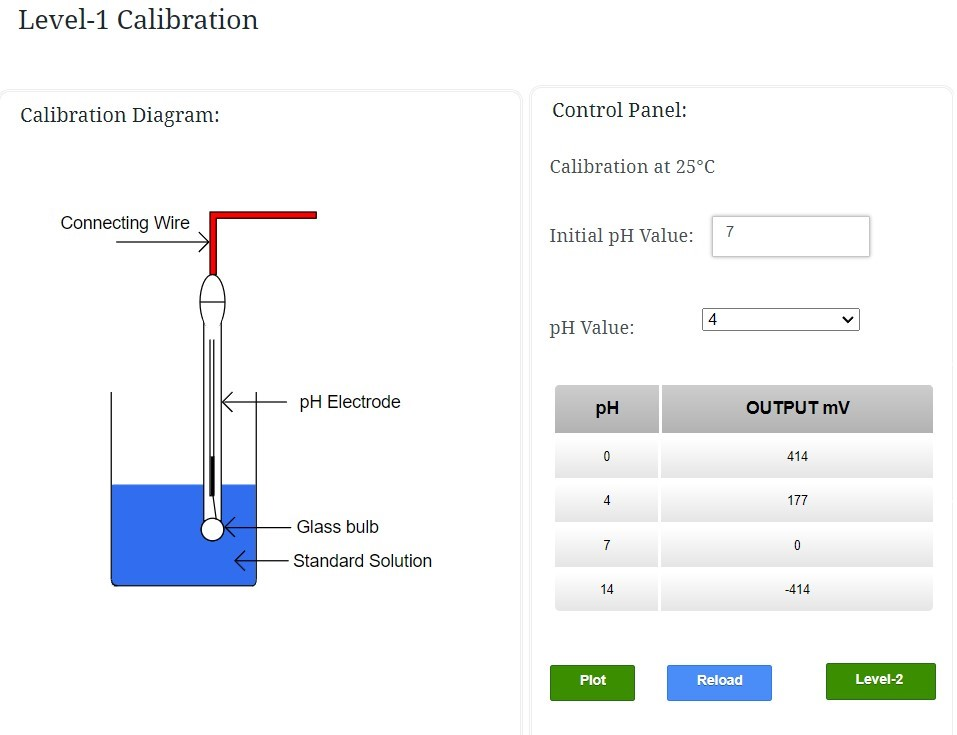 Level-1 Calibration
Calibration Diagram:
Connecting Wire
pH Electrode
Glass bulb
Standard Solution
Control Panel:
Calibration at 25°C
Initial pH Value: 7
pH Value: 4
pH OUTPUT mV
0 414
4 177
7 0
14 -414
Plot Reload Level-2